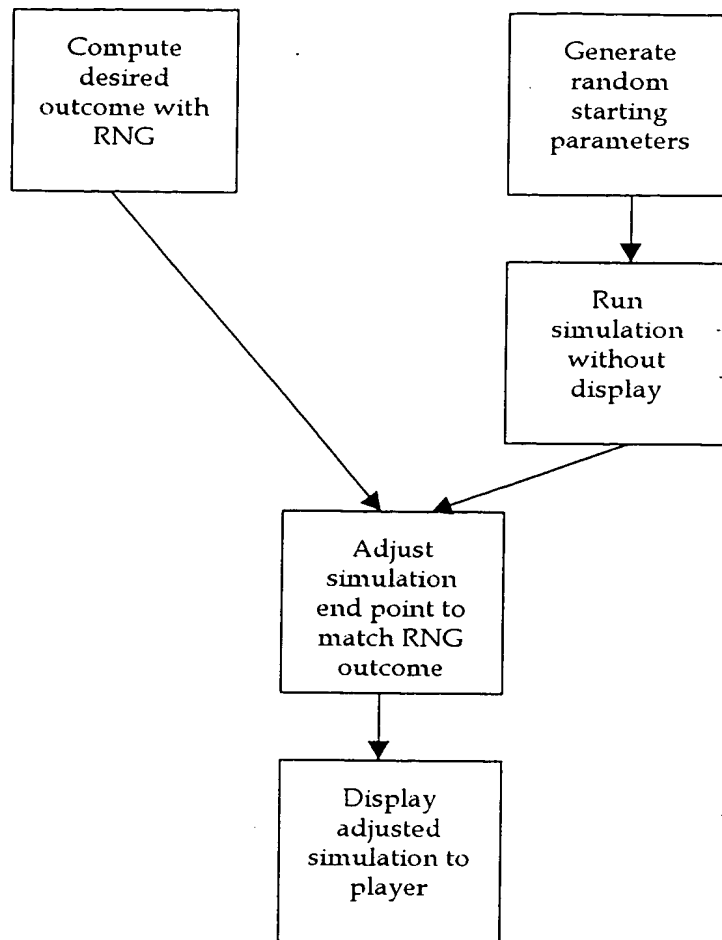 Compute
desired
outcome with
RNG
Generate
random
starting
parameters
Run
simulation
without
display
Adjust
simulation
end point to
match RNG
outcome
Display
adjusted
simulation to
player